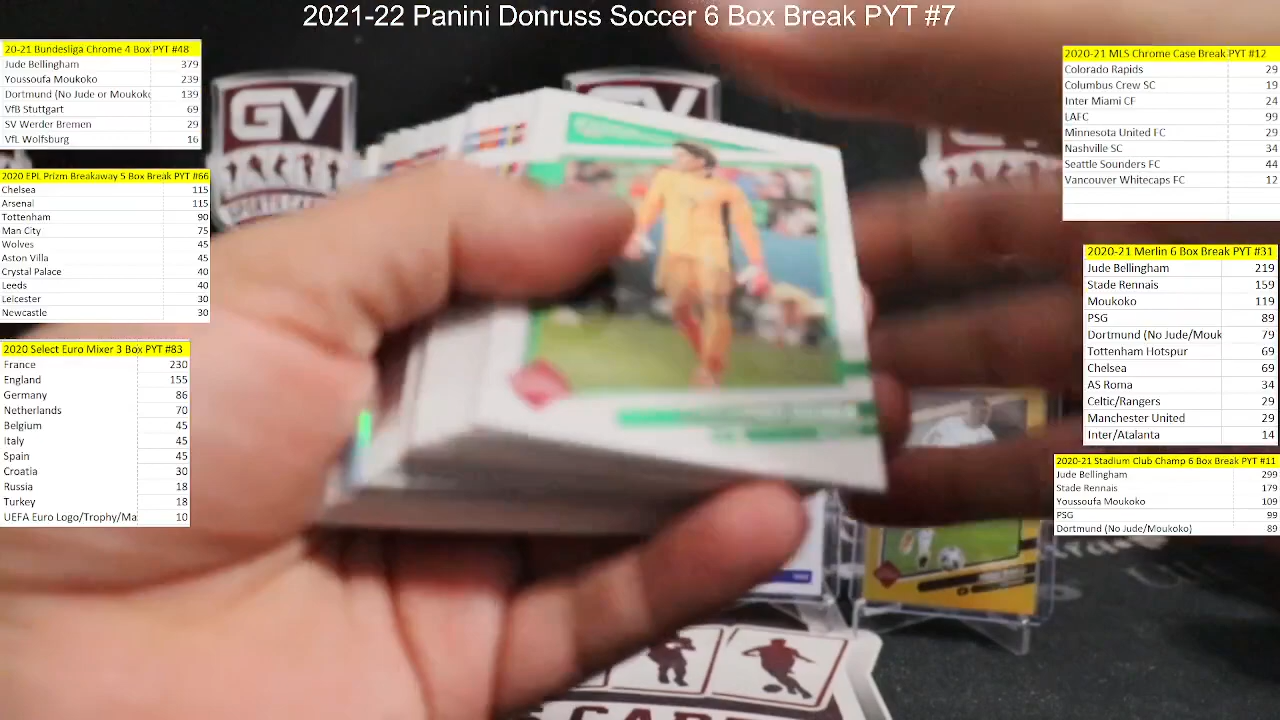 2021-22 Panini Donruss Soccer 6 Box Break PYT #7
20-21 Bundesliga Chrome 4 Box PYT #48
Jude Bellingham 379
Youssoufa Moukoko 239
Dortmund (No Jude or Moukoko 139
VfB Stuttgart 69
SV Werder Bremen 29
VfL Wolfsburg 16
2020 EPL Prizm Breakaway 5 Box Break PYT #66
Chelsea 115
Arsenal 115
Tottenham 90
Man City 75
Wolves 45
Aston Villa 45
Crystal Palace 40
Leeds 40
Leicester 30
Newcastle 30
2020 Select Euro Mixer 3 Box PYT #83
France 230
England 155
Germany 86
Netherlands 70
Belgium 45
Italy 45
Spain 45
Croatia 30
Russia 18
Turkey 18
UEFA Euro Logo/Trophy/Ma 10
GV
2020-21 MLS Chrome Case Break PYT #12
Colorado Rapids 29
Columbus Crew SC 19
Inter Miami CF 24
LAFC 99
Minnesota United FC 29
Nashville SC 34
Seattle Sounders FC 44
Vancouver Whitecaps FC 12
2020-21 Merlin 6 Box Break PYT #31
Jude Bellingham 219
Stade Rennais 159
Moukoko 119
PSG 89
Dortmund (No Jude/Mouk 79
Tottenham Hotspur 69
Chelsea 69
AS Roma 34
Celtic/Rangers 29
Manchester United 29
Inter/Atalanta 14
2020-21 Stadium Club Champ 6 Box Break PYT #11
Jude Bellingham 299
Stade Rennais 179
Youssoufa Moukoko 109
PSG 99
Dortmund (No Jude/Moukoko) 89